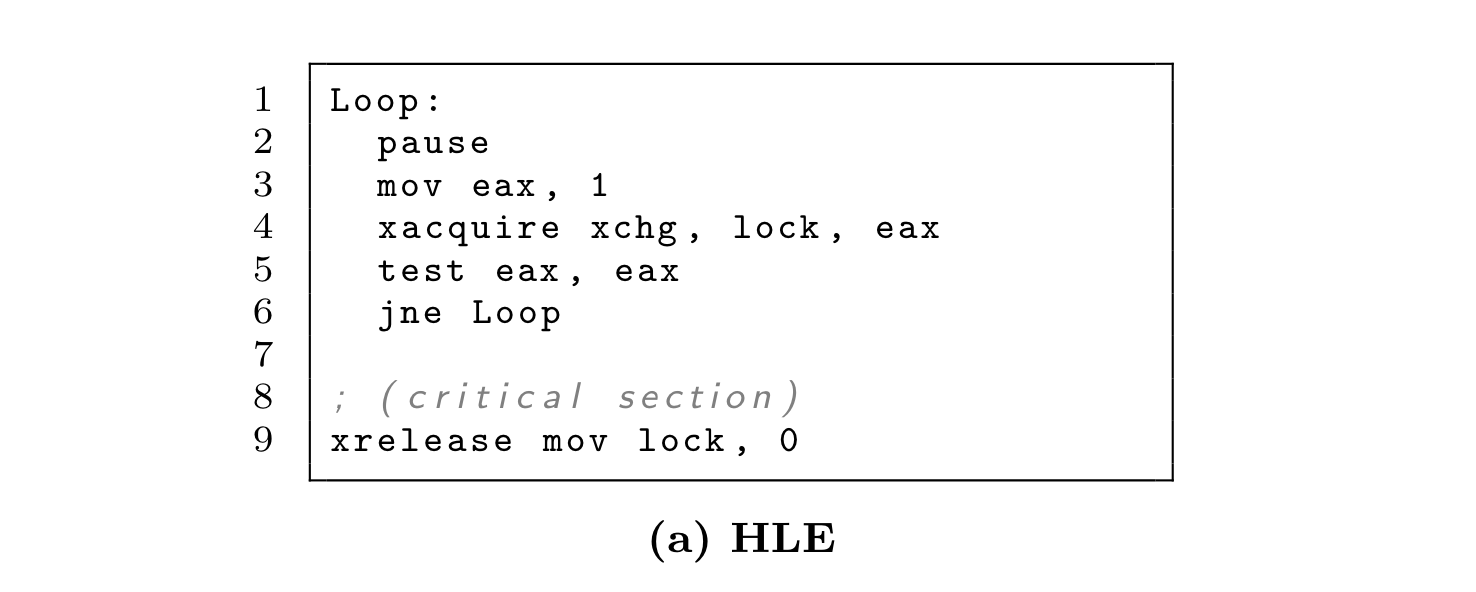 1 Loop:
2 pause
3 mov eax, 1
4 xacquire xchg, lock, eax
5 test eax, eax
6 jne Loop
7
8 ; (critical section)
9 xrelease mov lock, 0
(a) HLE